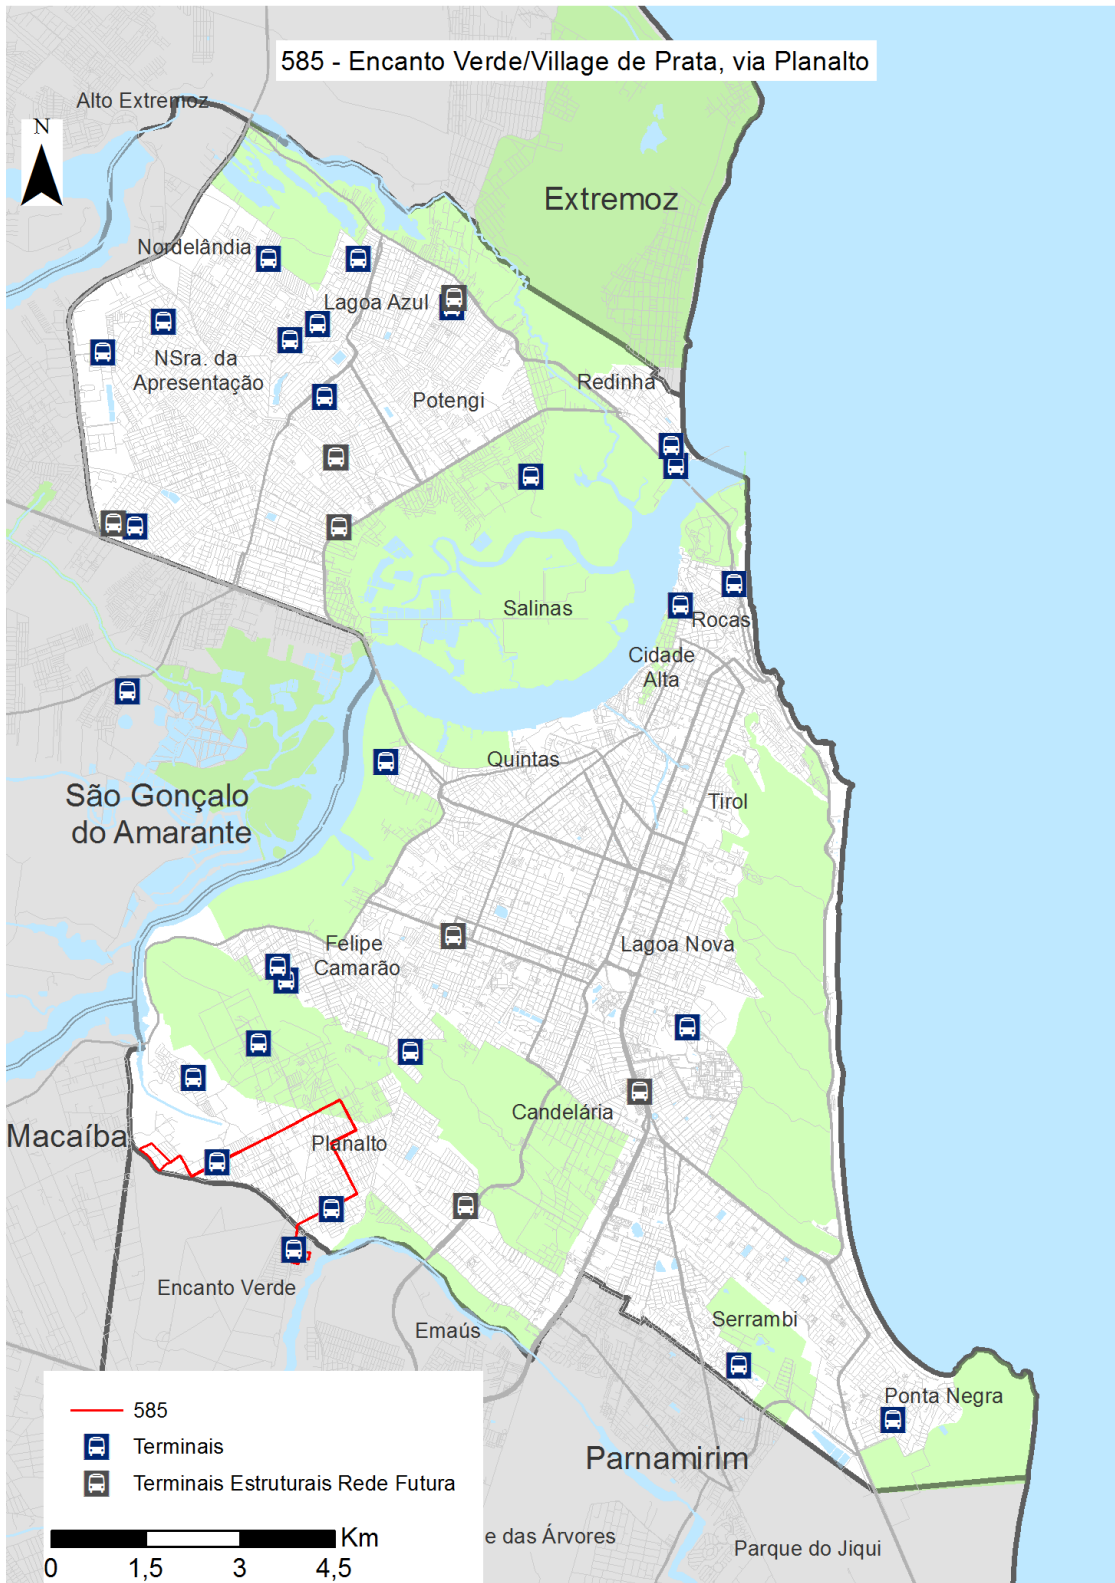 585 - Encanto Verde/Village de Prata, via Planalto
Alto Extremoz
N
Extremoz
Nordelândia
Lagoa Azul
NSra. da
Apresentação
Redinha
Potengi
Salinas
Rocas
Cidade
Alta
Quintas
São Gonçalo
do Amarante
Tirol
Felipe
Camarão
Lagoa Nova
Candelária
Macaíba
Planalto
Encanto Verde
Emaús
Serrambi
Ponta Negra
Parnamirim
e das Árvores
Parque do Jiqui
585
Terminais
Terminais Estruturais Rede Futura
Km
0 1,5 3 4,5